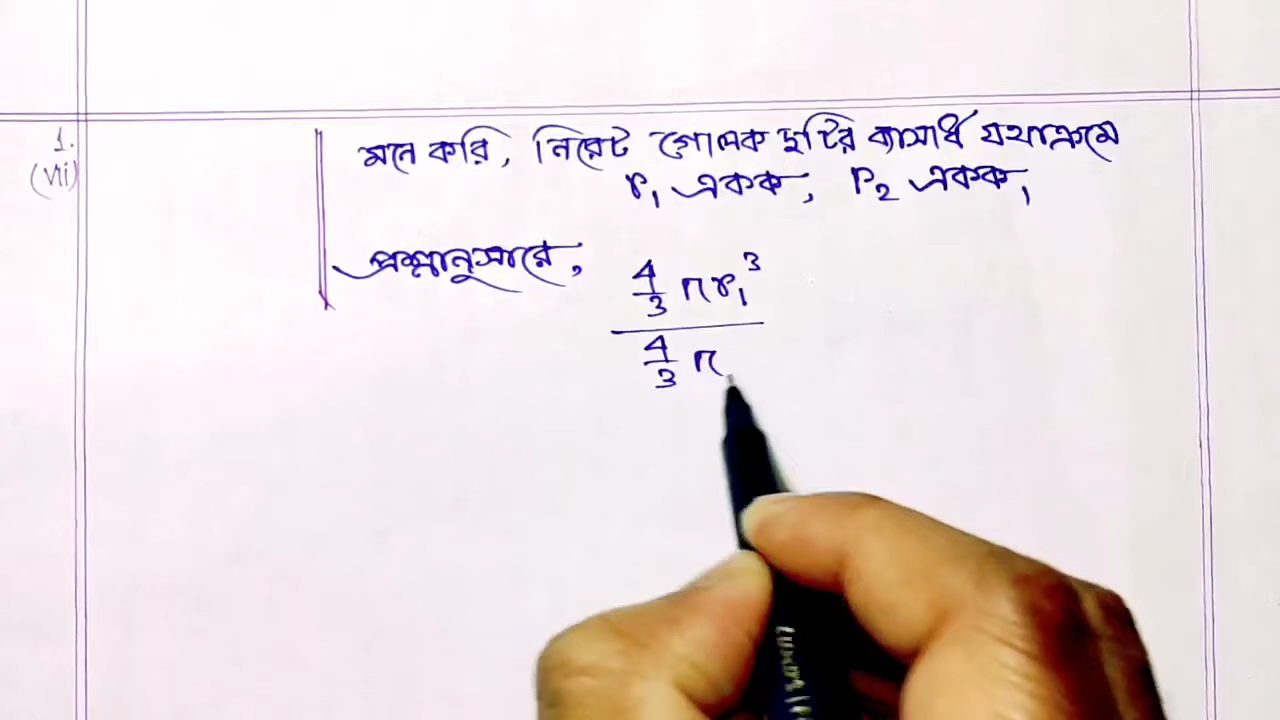 1.
(vii)
মনে করি, নিরেট গোলক দুটির ব্যাসার্ধ যথাক্রমে
r₁ একক, r₂ একক,
প্রশ্নানুসারে,
4/3 πr₁³
4/3 π